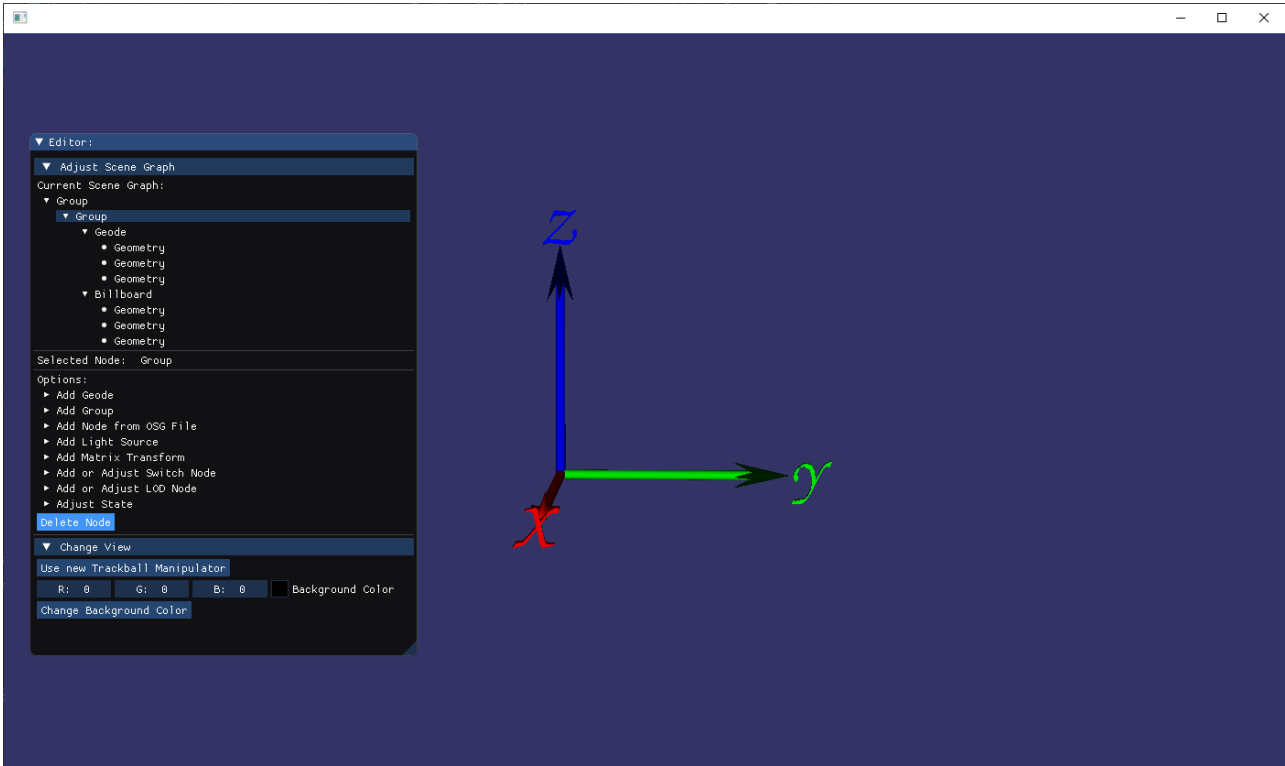 Editor:
Adjust Scene Graph
Current Scene Graph:
Group
Group
Geode
Geometry
Geometry
Geometry
Billboard
Geometry
Geometry
Geometry
Selected Node: Group
Options:
Add Geode
Add Group
Add Node from OSG File
Add Light Source
Add Matrix Transform
Add or Adjust Switch Node
Add or Adjust LOD Node
Adjust State
Delete Node
Change View
Use new Trackball Manipulator
R: 0 G: 0 B: 0 Background Color
Change Background Color
Z
Y
X